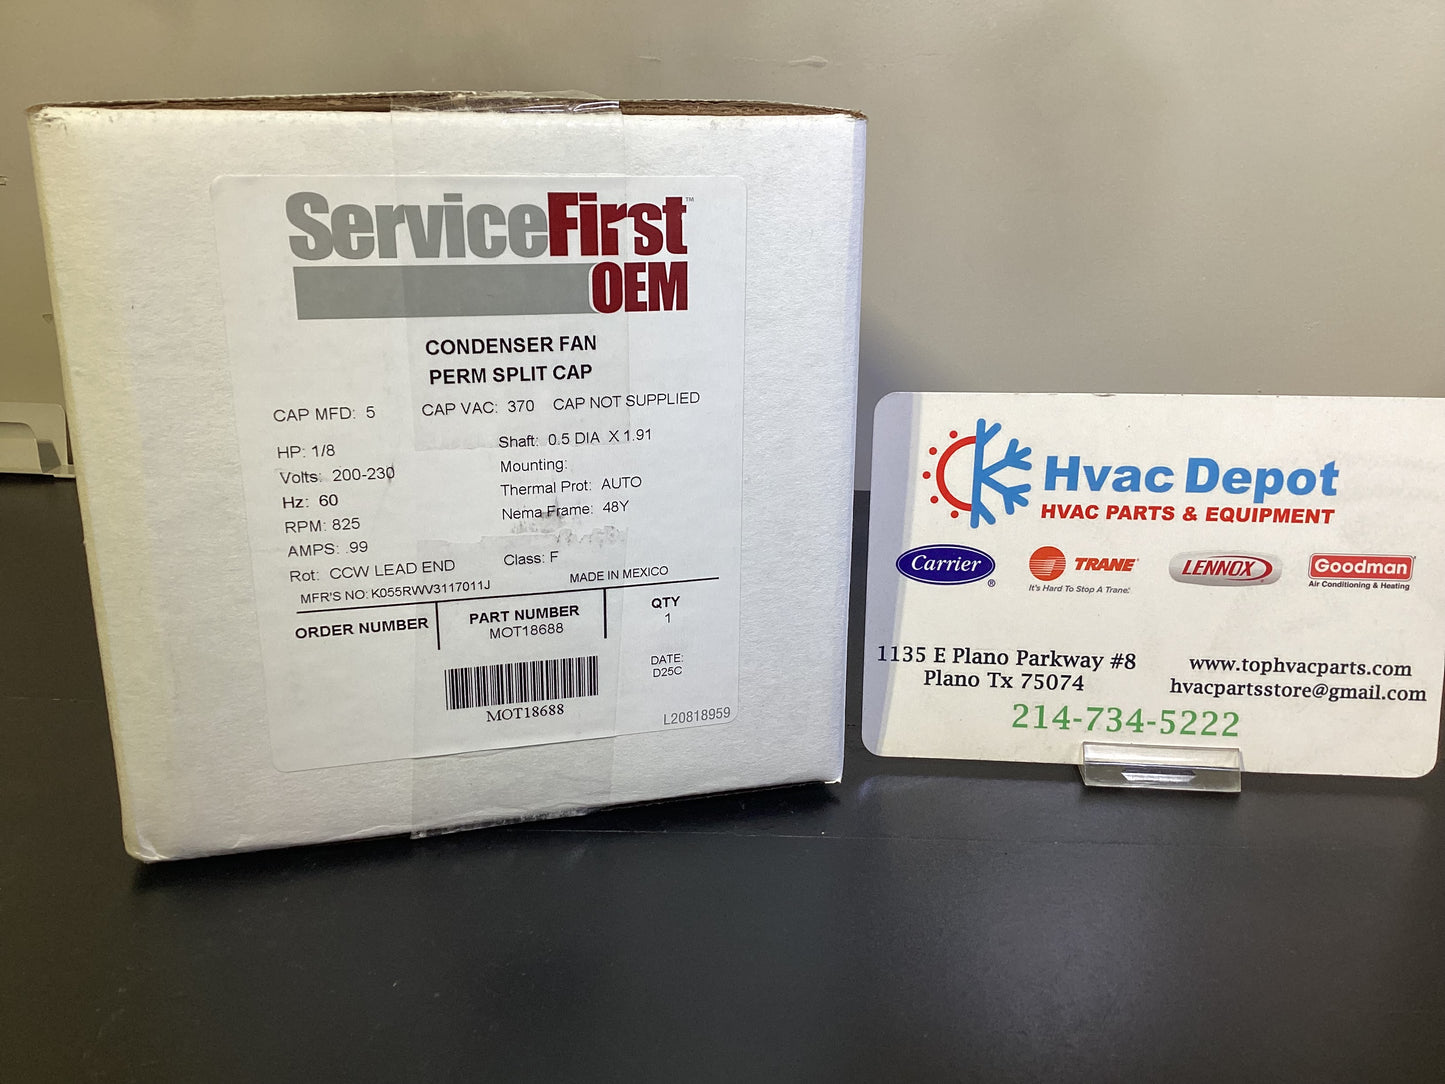 ServiceFirst™
OEM
CONDENSER FAN
PERM SPLIT CAP
CAP MFD: 5 CAP VAC: 370 CAP NOT SUPPLIED
HP: 1/8
Volts: 200-230
Hz: 60
RPM: 825
AMPS: .99
Rot: CCW LEAD END
Shaft: 0.5 DIA X 1.91
Mounting:
Thermal Prot: AUTO
Nema Frame: 48Y
Class: F
MFR'S NO: K055RWV3117011J MADE IN MEXICO
ORDER NUMBER
PART NUMBER
MOT18688
QTY
1
MOT18688
DATE:
D25C
L20818959
Hvac Depot
HVAC PARTS & EQUIPMENT
Carrier ®
TRANE
It's Hard To Stop A Trane.
LENNOX
Goodman
Air Conditioning & Heating
1135 E Plano Parkway #8
Plano Tx 75074
www.tophvacparts.com
hvacpartsstore@gmail.com
214-734-5222